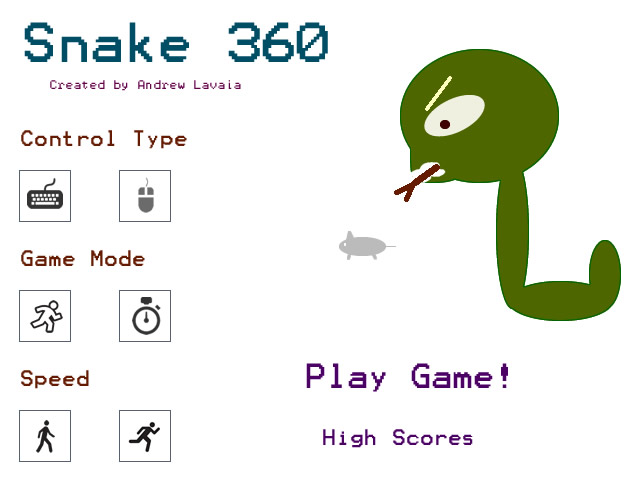 Snake 360
Created by Andrew Lavaia
Control Type
Game Mode
Speed
Play Game!
High Scores